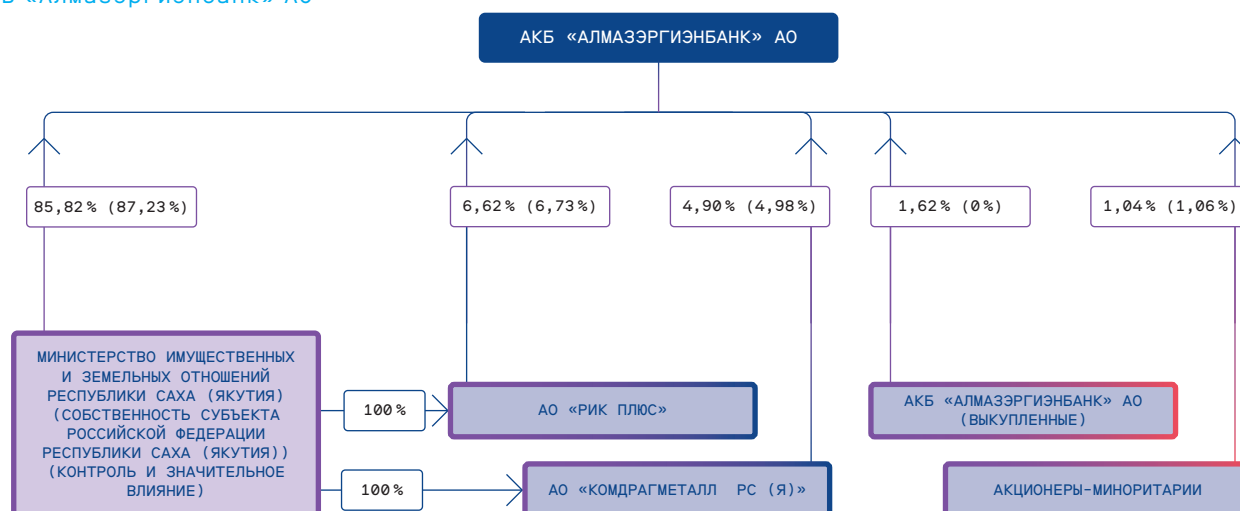 АКБ «АЛМАЗЭРГИЭНБАНК» АО
85,82% (87,23%)
6,62% (6,73%)
4,90% (4,98%)
1,62% (0%)
1,04% (1,06%)
МИНИСТЕРСТВО ИМУЩЕСТВЕННЫХ
И ЗЕМЕЛЬНЫХ ОТНОШЕНИЙ
РЕСПУБЛИКИ САХА (ЯКУТИЯ)
(СОБСТВЕННОСТЬ СУБЪЕКТА
РОССИЙСКОЙ ФЕДЕРАЦИИ
РЕСПУБЛИКИ САХА (ЯКУТИЯ))
(КОНТРОЛЬ И ЗНАЧИТЕЛЬНОЕ
ВЛИЯНИЕ)
100%
АО «РИК ПЛЮС»
АКБ «АЛМАЗЭРГИЭНБАНК» АО
(ВЫКУПЛЕННЫЕ)
100%
АО «КОМДРАГМЕТАЛЛ РС (Я)»
АКЦИОНЕРЫ-МИНОРИТАРИИ